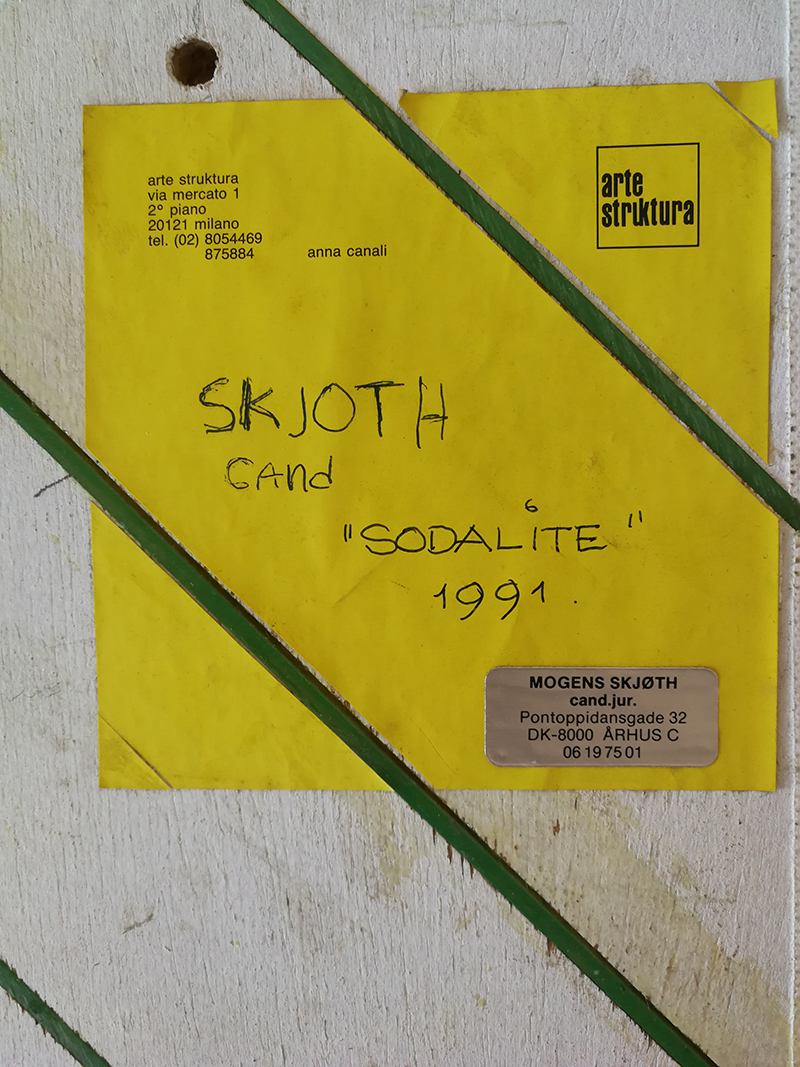 arte struktura
via mercato 1
2° piano
20121 milano
tel. (02) 8054469
875884
anna canali
arte
struktura
SKJOTH
CAnd
"SODALiTE"
1991.
MOGENS SKJØTH
cand.jur.
Pontoppidansgade 32
DK-8000 ÅRHUS C
06 19 75 01